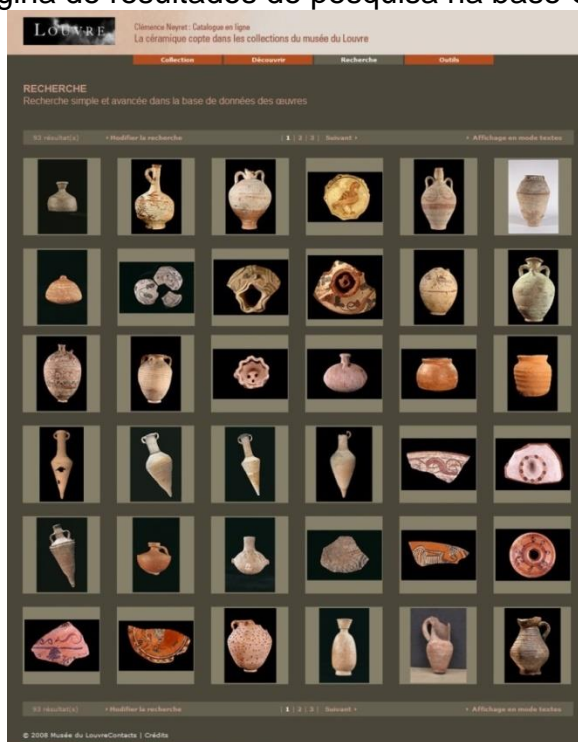 gina de resultados de pesquisa na base
LOUVRE
Clémence Neyret : Catalogue en ligne
La céramique copte dans les collections du musée du Louvre
Collection Découvrir Recherche Outils
RECHERCHE
Recherche simple et avancée dans la base de données des œuvres
résultat(s) • Modifier la recherche | 1 | 2 | 3 | Suivant • • Affichage en mode textes
résultat(s) • Modifier la recherche | 1 | 2 | 3 | Suivant • • Affichage en mode textes
© 2008 Musée du LouvreContacts | Crédits